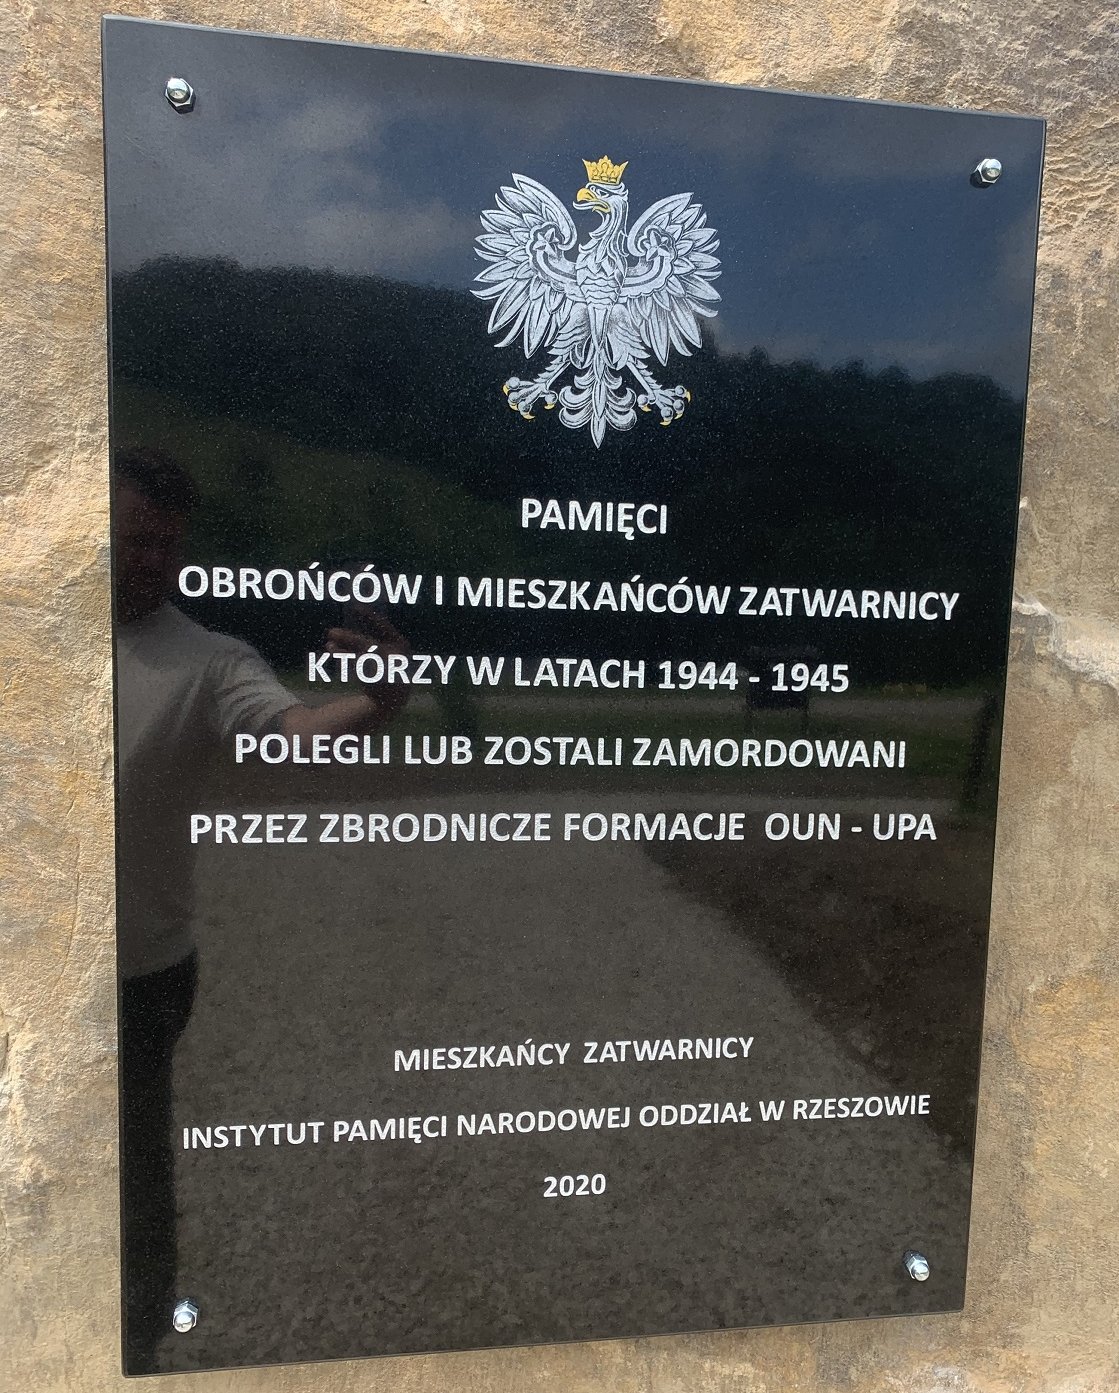 PAMIĘCI
OBROŃCÓW I MIESZKAŃCÓW ZATWARNICY
KTÓRZY W LATACH 1944 - 1945
POLEGLI LUB ZOSTALI ZAMORDOWANI
PRZEZ ZBRODNICZE FORMACJE OUN - UPA
MIESZKAŃCY ZATWARNICY
INSTYTUT PAMIĘCI NARODOWEJ ODDZIAŁ W RZESZOWIE
2020